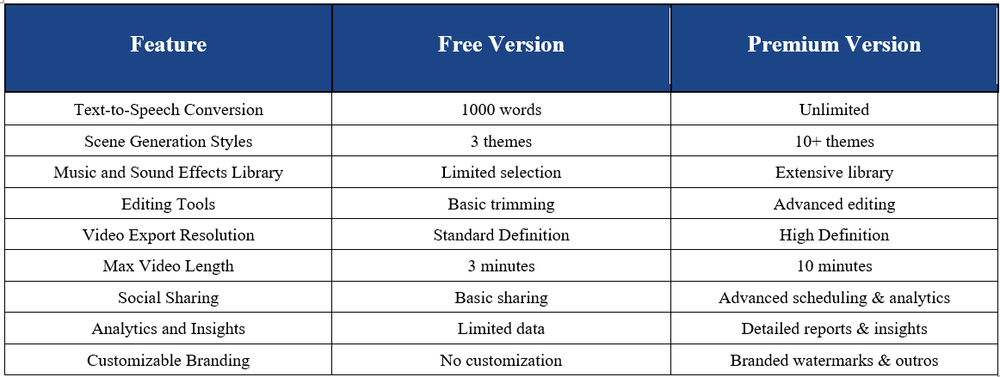 Feature Free Version Premium Version
Text-to-Speech Conversion 1000 words Unlimited
Scene Generation Styles 3 themes 10+ themes
Music and Sound Effects Library Limited selection Extensive library
Editing Tools Basic trimming Advanced editing
Video Export Resolution Standard Definition High Definition
Max Video Length 3 minutes 10 minutes
Social Sharing Basic sharing Advanced scheduling & analytics
Analytics and Insights Limited data Detailed reports & insights
Customizable Branding No customization Branded watermarks & outros